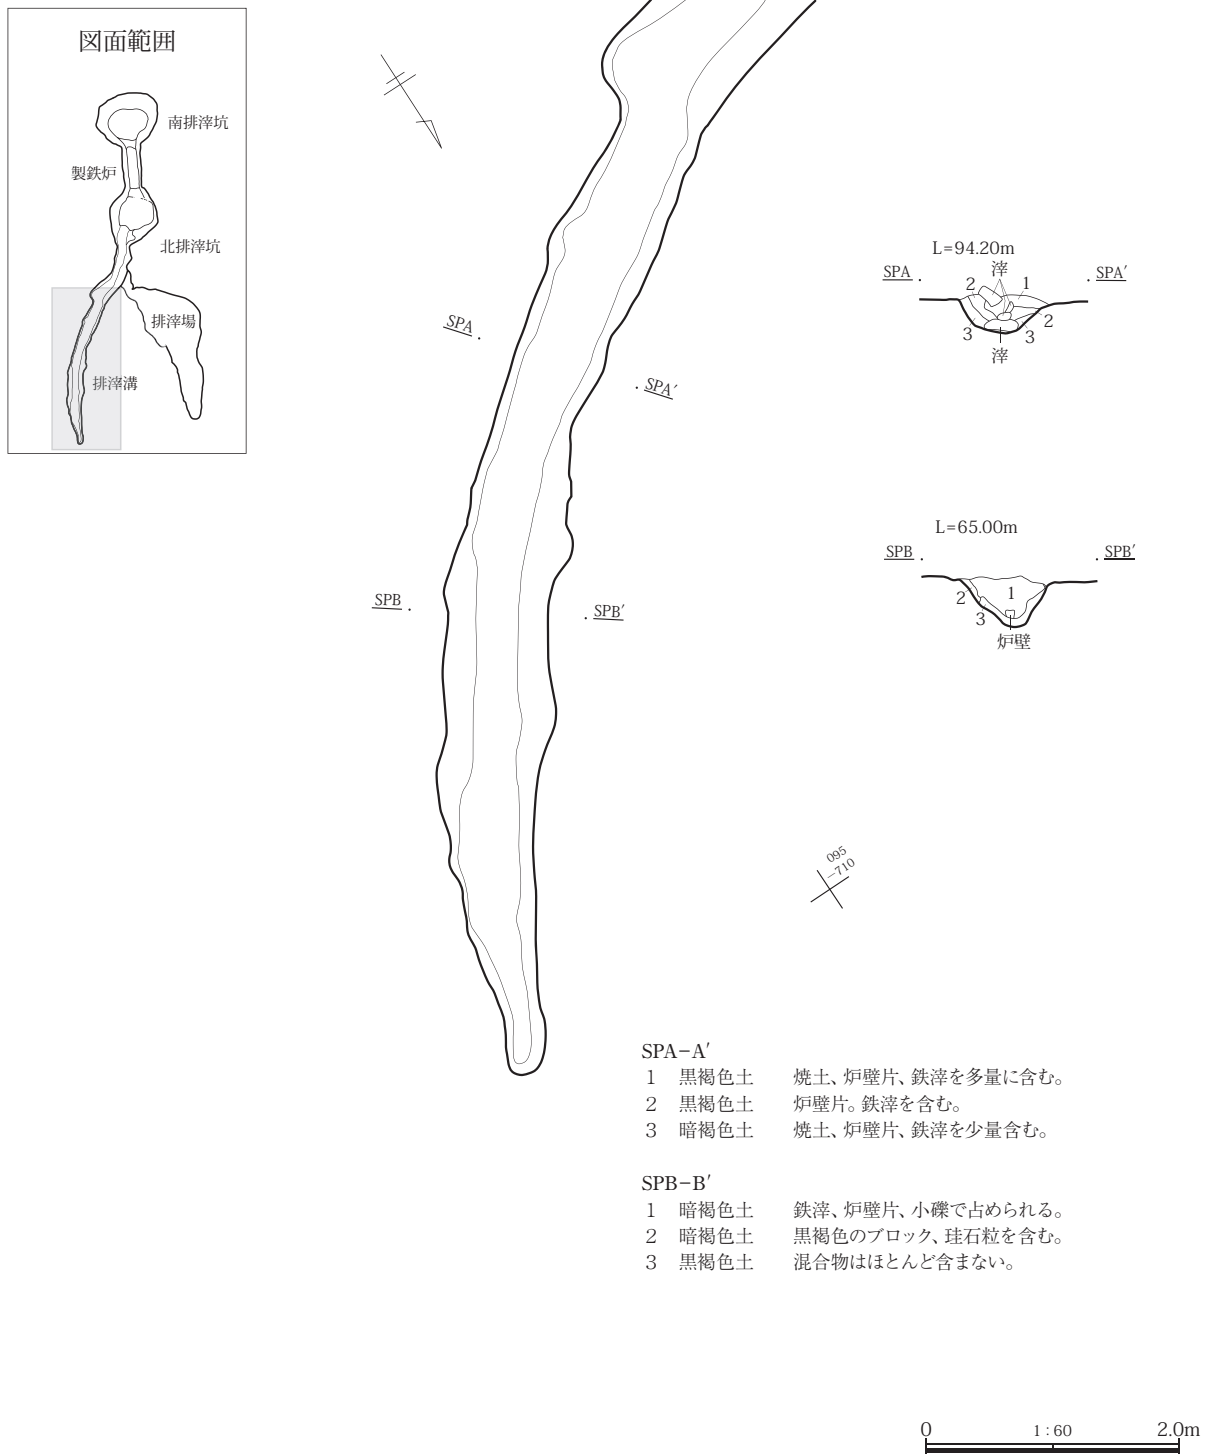 図面範囲
南排滓坑
製鉄炉
北排滓坑
排滓場
排滓溝
SPA
SPA′
SPB
SPB′
L=94.20m
SPA
SPA′
滓
2
1
3
2
3
滓
L=65.00m
SPB
SPB′
2
1
3
炉壁
095
−710
SPA−A′
1 黒褐色土 焼土、炉壁片、鉄滓を多量に含む。
2 黒褐色土 炉壁片。鉄滓を含む。
3 暗褐色土 焼土、炉壁片、鉄滓を少量含む。
SPB−B′
1 暗褐色土 鉄滓、炉壁片、小礫で占められる。
2 暗褐色土 黒褐色のブロック、珪石粒を含む。
3 黒褐色土 混合物はほとんど含まない。
0 1：60 2.0m